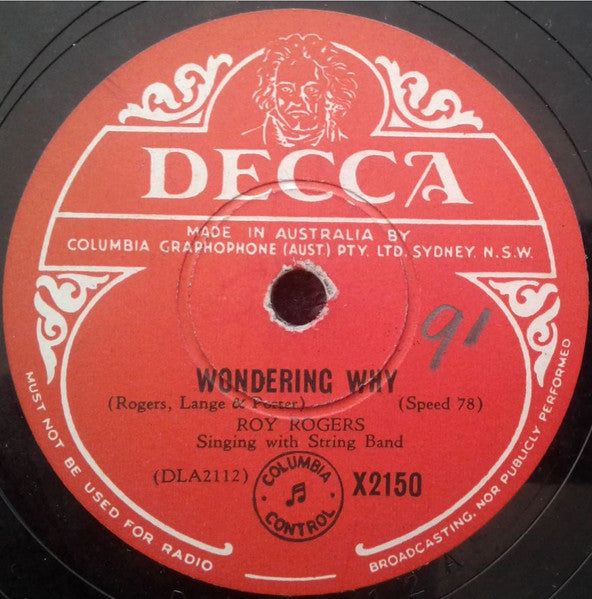 DECCA
MADE IN AUSTRALIA BY
COLUMBIA GRAPHOPHONE (AUST) PTY. LTD. SYDNEY. N.S.W.
91
WONDERING WHY
(Rogers, Lange & Porter) (Speed 78)
ROY ROGERS
Singing with String Band
(DLA2112)
COLUMBIA
CONTROL
X2150
MUST NOT BE USED FOR RADIO
BROADCASTING, NOR PUBLICLY PERFORMED